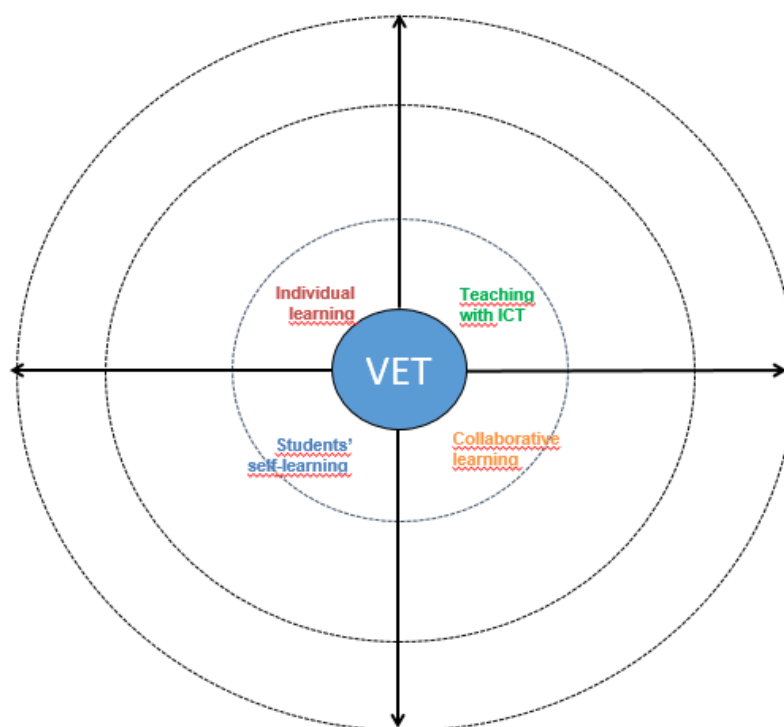 Individual
learning
Teaching
with ICT
VET
Students’
self-learning
Collaborative
learning